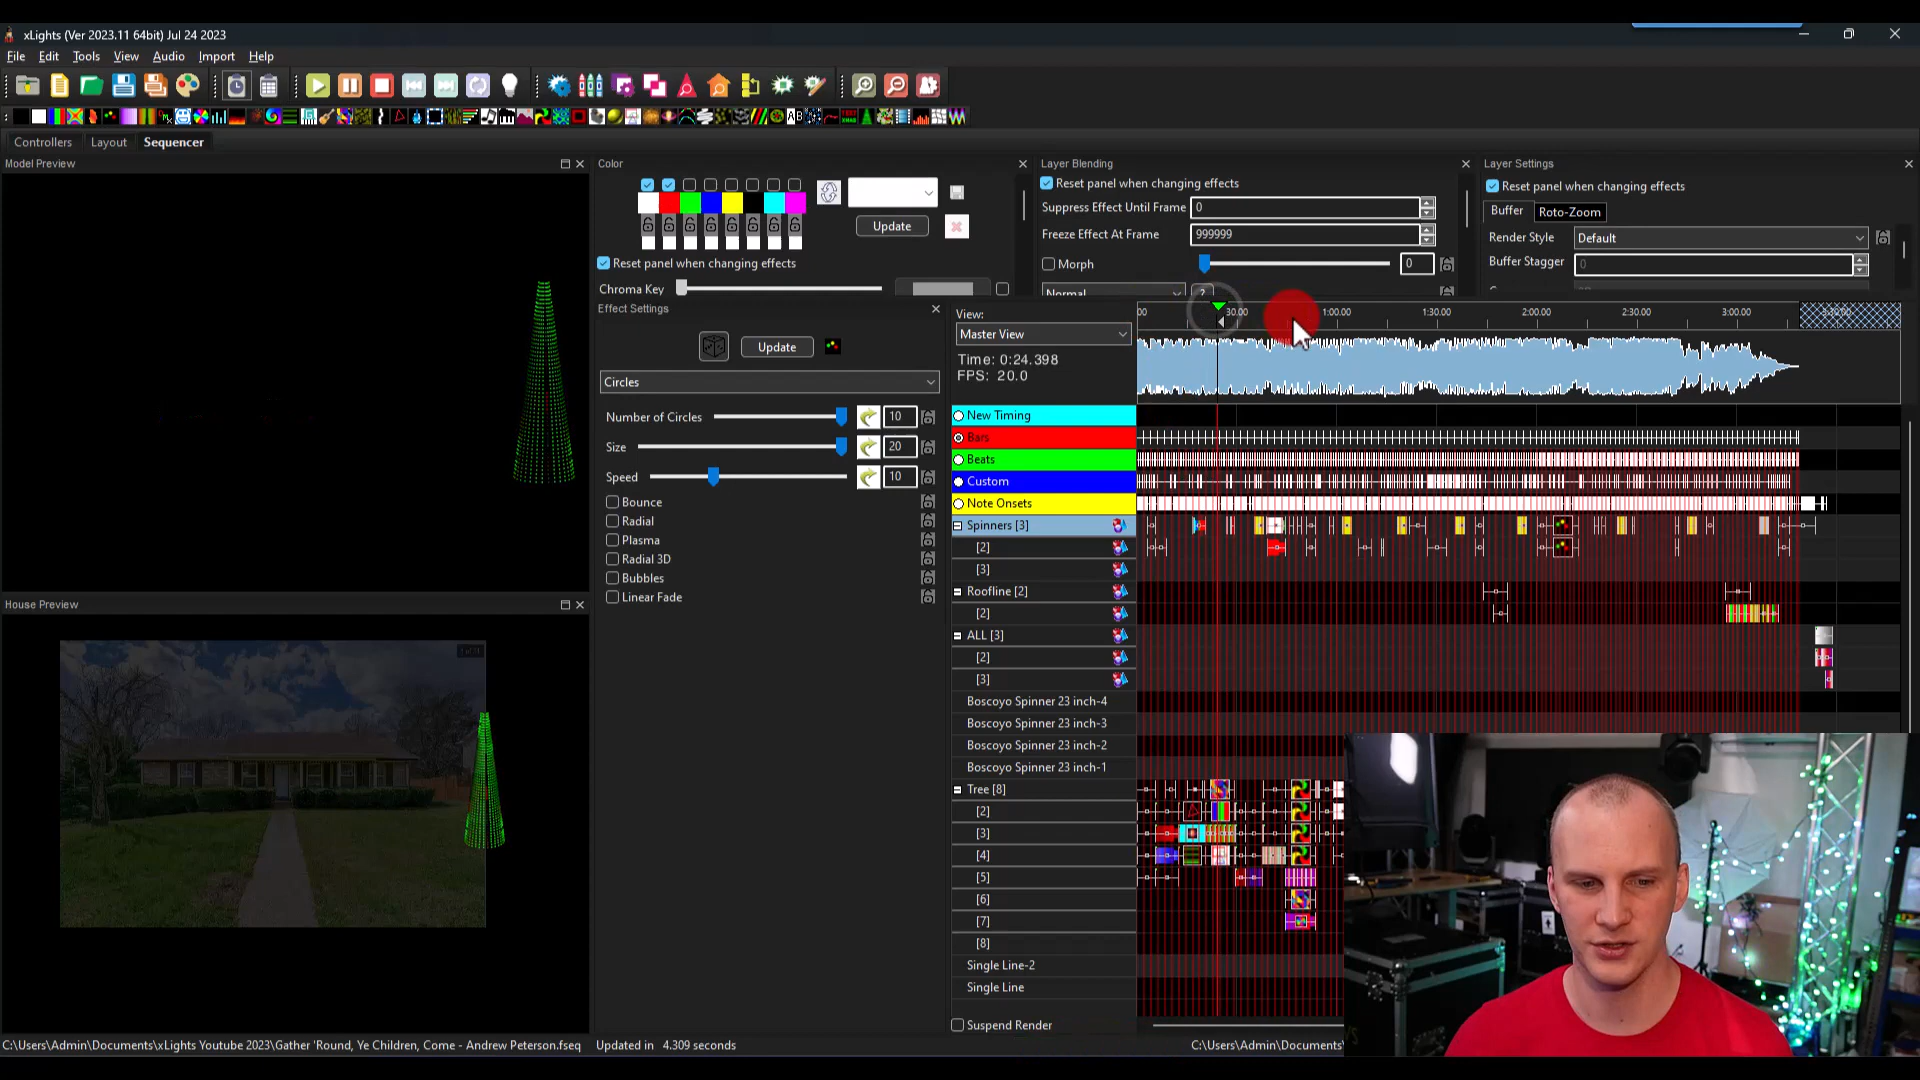 xLights (Ver 2023.11 64bit) Jul 24 2023
File Edit Tools View Audio Import Help
Controllers Layout Sequencer
Model Preview
Color
Update
Reset panel when changing effects
Chroma Key
Layer Blending
Reset panel when changing effects
Suppress Effect Until Frame 0
Freeze Effect At Frame 999999
Morph 0
Normal ?
Layer Settings
Reset panel when changing effects
Buffer Roto-Zoom
Render Style Default
Buffer Stagger 0
Effect Settings
Update
Circles
Number of Circles 10
Size 20
Speed 10
Bounce
Radial
Plasma
Radial 3D
Bubbles
Linear Fade
View:
Master View
Time: 0:24.398
FPS: 20.0
1:00.00 1:30.00 2:00.00 2:30.00 3:00.00
New Timing
Bars
Beats
Custom
Note Onsets
Spinners [3]
[2]
[3]
Roofline [2]
[2]
ALL [3]
[2]
[3]
Boscoyo Spinner 23 inch-4
Boscoyo Spinner 23 inch-3
Boscoyo Spinner 23 inch-2
Boscoyo Spinner 23 inch-1
Tree [8]
[2]
[3]
[4]
[5]
[6]
[7]
[8]
Single Line-2
Single Line
Suspend Render
House Preview
C:\Users\Admin\Documents\xLights Youtube 2023\Gather 'Round, Ye Children, Come - Andrew Peterson.fseq
Updated in 4.309 seconds
C:\Users\Admin\Documents\